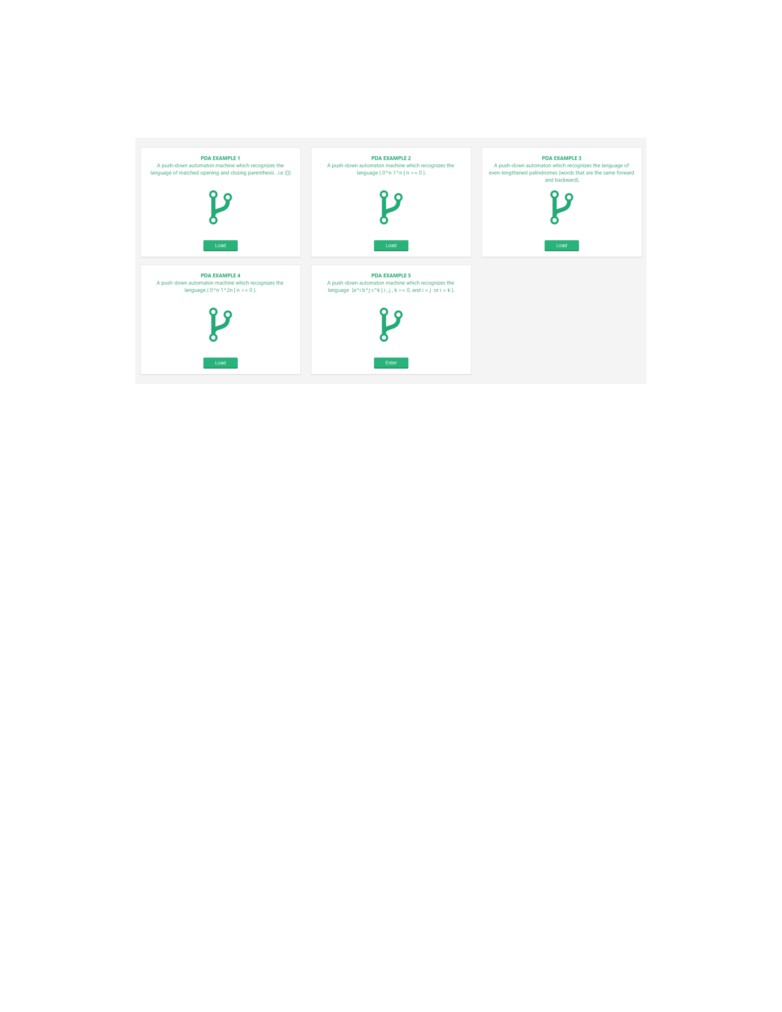 PDA EXAMPLE 1
A push-down automaton machine which recognizes the
language of matched opening and closing parenthesis . i.e (())
Load
PDA EXAMPLE 2
A push-down automaton machine which recognizes the
language { 0^n 1^n | n >= 0 }.
Load
PDA EXAMPLE 3
A push-down automaton which recognizes the language of
even-lengthened palindromes (words that are the same forward
and backward).
Load
PDA EXAMPLE 4
A push-down automaton machine which recognizes the
language { 0^n 1^2n | n >= 0 }.
Load
PDA EXAMPLE 5
A push-down automaton machine which recognizes the
language {a^i b^j c^k | i , j , k >= 0, and i = j or i = k }.
Enter